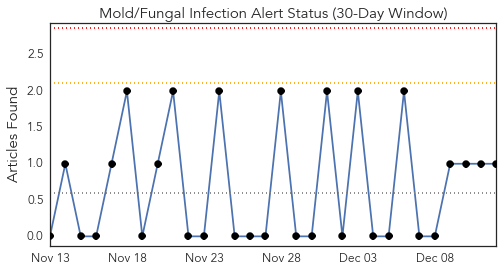 Mold/Fungal Infection Alert Status (30-Day Window)
Articles Found
2.5
2.0
1.5
1.0
0.5
0.0
Nov 13 Nov 18 Nov 23 Nov 28 Dec 03 Dec 08